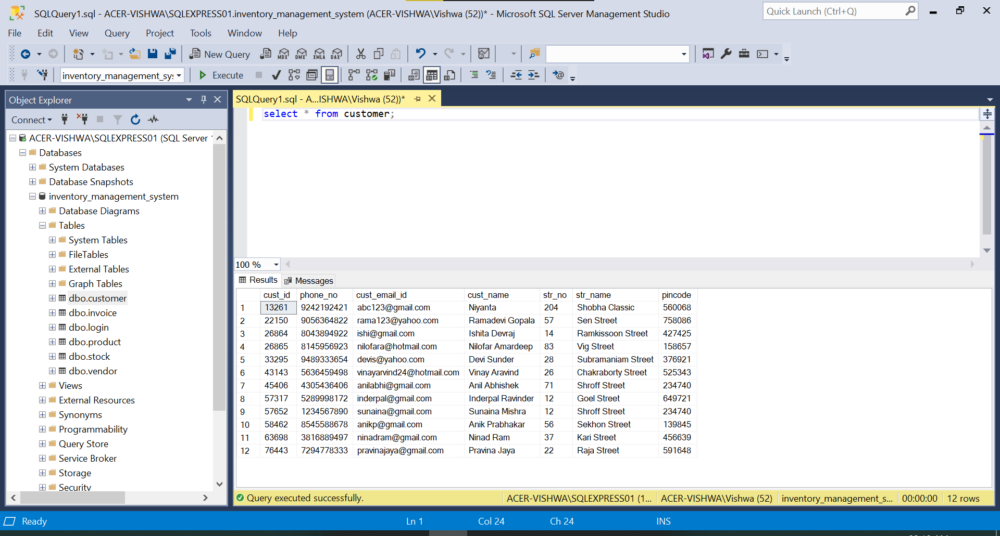 SQLQuery1.sql - ACER-VISHWA\SQLEXPRESS01.inventory_management_system (ACER-VISHWA\Vishwa (52))* - Microsoft SQL Server Management Studio
Quick Launch (Ctrl+Q)
File Edit View Query Project Tools Window Help
New Query MDX DMX XMLA DAX
inventory_management_sys Execute
Object Explorer
Connect
ACER-VISHWA\SQLEXPRESS01 (SQL Server
Databases
System Databases
Database Snapshots
inventory_management_system
Database Diagrams
Tables
System Tables
FileTables
External Tables
Graph Tables
dbo.customer
dbo.invoice
dbo.login
dbo.product
dbo.stock
dbo.vendor
Views
External Resources
Synonyms
Programmability
Query Store
Service Broker
Storage
Security
SQLQuery1.sql - A...ISHWA\Vishwa (52))*
select * from customer;
100 %
Results Messages
cust_id phone_no cust_email_id cust_name str_no str_name pincode
1 13261 9242192421 abc123@gmail.com Niyanta 204 Shobha Classic 560068
2 22150 9056364822 rama123@yahoo.com Ramadevi Gopala 57 Sen Street 758086
3 26864 8043894922 ishi@gmail.com Ishita Devraj 14 Ramkissoon Street 427425
4 26865 8145956923 nilofara@hotmail.com Nilofar Amardeep 83 Vig Street 158657
5 33295 9489333654 devis@yahoo.com Devi Sunder 28 Subramaniam Street 376921
6 43143 5636459498 vinayarvind24@hotmail.com Vinay Aravind 26 Chakraborty Street 525343
7 45406 4305436406 anilabhi@gmail.com Anil Abhishek 71 Shroff Street 234740
8 57317 5289998172 inderpal@gmail.com Inderpal Ravinder 12 Goel Street 649721
9 57652 1234567890 sunaina@gmail.com Sunaina Mishra 12 Shroff Street 234740
10 58462 8545588678 anikp@gmail.com Anik Prabhakar 56 Sekhon Street 139845
11 63698 3816889497 ninadram@gmail.com Ninad Ram 37 Kari Street 456639
12 76443 7294778333 pravinajaya@gmail.com Pravina Jaya 22 Raja Street 591648
Query executed successfully. ACER-VISHWA\SQLEXPRESS01 (1... ACER-VISHWA\Vishwa (52) inventory_management_s... 00:00:00 12 rows
Ready Ln 1 Col 24 Ch 24 INS